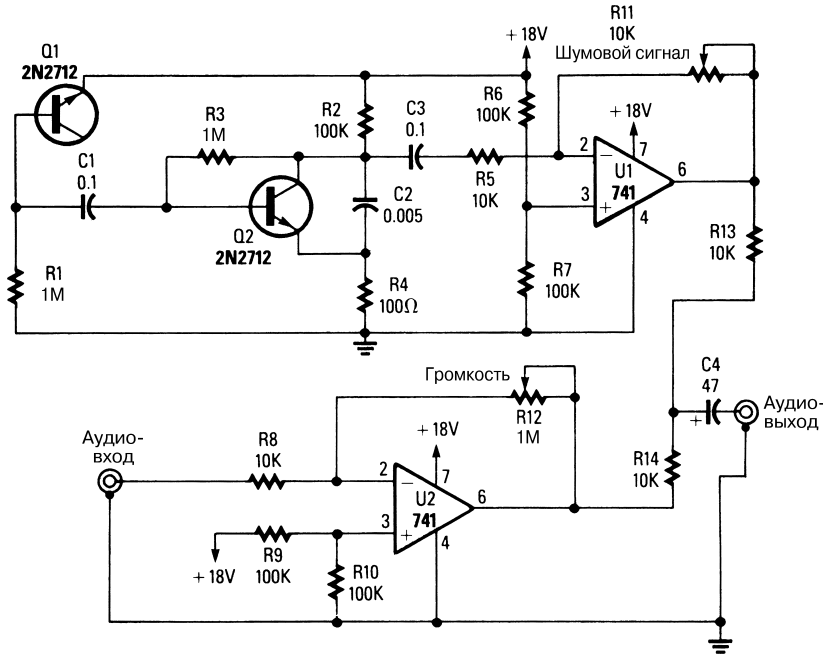 Q1
2N2712
R3
1M
C1
0.1
R1
1M
Q2
2N2712
R2
100K
C3
0.1
C2
0.005
R4
100Ω
R5
10K
+ 18V
R6
100K
R7
100K
R11
10K
Шумовой сигнал
+ 18V
2
−
7
U1
741
6
3
+
4
R13
10K
Громкость
R12
1M
C4
47
+
Аудио-
выход
Аудио-
вход
R8
10K
+ 18V
2
−
7
U2
741
6
3
+
4
R14
10K
+ 18V
R9
100K
R10
100K